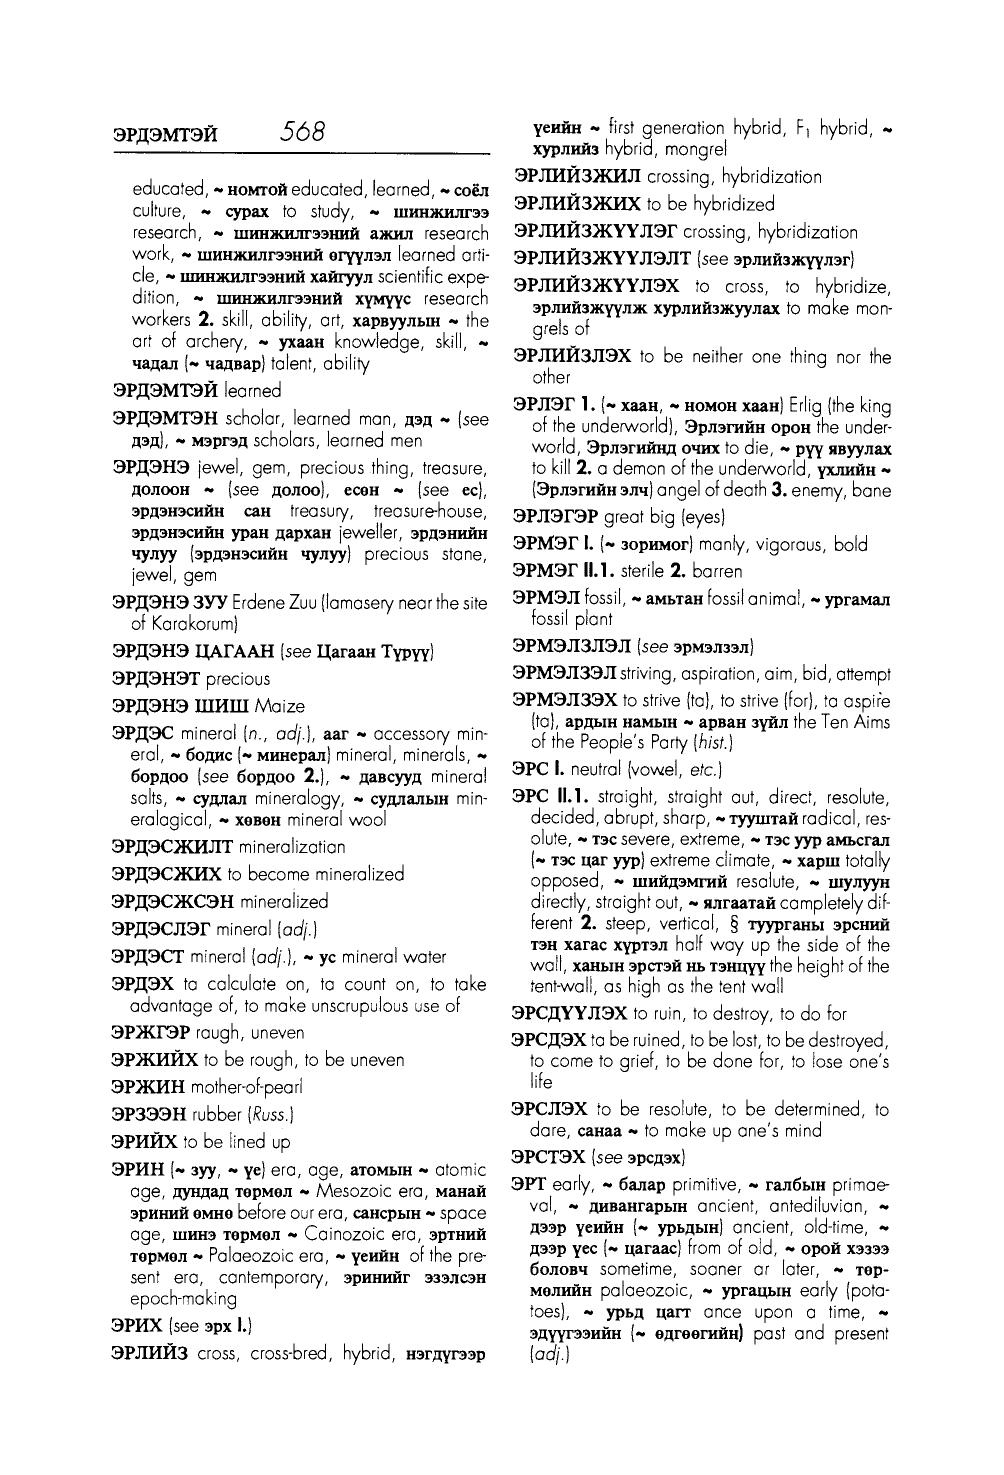 ЭРДЭМТЭЙ 568
educated, ~ номтой educated, learned, ~ соёл
culture, ~ сурах to study, ~ шинжилгээ
research, ~ шинжилгээний ажил research
work, ~ шинжилгээний өгүүлэл learned arti-
cle, ~ шинжилгээний хайгуул scientific expe-
dition, ~ шинжилгээний хүмүүс research
workers 2. skill, ability, art, харвуулын ~ the
art of archery, ~ ухаан knowledge, skill, ~
чадал (~ чадвар) talent, ability
ЭРДЭМТЭЙ learned
ЭРДЭМТЭН scholar, learned man, дэд ~ (see
дэд), ~ мэргэд scholars, learned men
ЭРДЭНЭ jewel, gem, precious thing, treasure,
долоон ~ (see долоо), есөн ~ (see ес),
эрдэнэсийн сан treasury, treasure-house,
эрдэнэсийн уран дархан jeweller, эрдэнийн
чулуу (эрдэнэсийн чулуу) precious stone,
jewel, gem
ЭРДЭНЭ ЗУУ Erdene Zuu (lamasery near the site
of Karakorum)
ЭРДЭНЭ ЦАГААН (see Цагаан Түрүү)
ЭРДЭНЭТ precious
ЭРДЭНЭ ШИШ Maize
ЭРДЭС mineral (n., adj.), ааг ~ accessory min-
eral, ~ бодис (~ минерал) mineral, minerals, ~
бордоо (see бордоо 2.), ~ давсууд mineral
salts, ~ судлал mineralogy, ~ судлалын min-
eralogical, ~ хөвөн mineral wool
ЭРДЭСЖИЛТ mineralization
ЭРДЭСЖИХ to become mineralized
ЭРДЭСЖСЭН mineralized
ЭРДЭСЛЭГ mineral (adj.)
ЭРДЭСТ mineral (adj.), ~ ус mineral water
ЭРДЭХ to calculate on, to count on, to take
advantage of, to make unscrupulous use of
ЭРЖГЭР rough, uneven
ЭРЖИЙХ to be rough, to be uneven
ЭРЖИН mother-of-pearl
ЭРЗЭЭН rubber (Russ.)
ЭРИЙХ to be lined up
ЭРИН (~ зуу, ~ үе) era, age, атомын ~ atomic
age, дундад төрмөл ~ Mesozoic era, манай
эриний өмнө before our era, сансрын ~ space
age, шинэ төрмөл ~ Cainozoic era, эртний
төрмөл ~ Palaeozoic era, ~ үеийн of the pre-
sent era, contemporary, эринийг эзэлсэн
epoch-making
ЭРИХ (see эрх I.)
ЭРЛИЙЗ cross, cross-bred, hybrid, нэгдүгээр
үеийн ~ first generation hybrid, F₁ hybrid, ~
хурлийз hybrid, mongrel
ЭРЛИЙЗЖИЛ crossing, hybridization
ЭРЛИЙЗЖИХ to be hybridized
ЭРЛИЙЗЖҮҮЛЭГ crossing, hybridization
ЭРЛИЙЗЖҮҮЛЭЛТ (see эрлийзжүүлэг)
ЭРЛИЙЗЖҮҮЛЭХ to cross, to hybridize,
эрлийзжүүлж хурлийзжуулах to make mon-
grels of
ЭРЛИЙЗЛЭХ to be neither one thing nor the
other
ЭРЛЭГ 1. (~ хаан, ~ номон хаан) Erlig (the king
of the underworld), Эрлэгийн орон the under-
world, Эрлэгийнд очих to die, ~ рүү явуулах
to kill 2. a demon of the underworld, үхлийн ~
(Эрлэгийн элч) angel of death 3. enemy, bane
ЭРЛЭГЭР great big (eyes)
ЭРМЭГ I. (~ зоримог) manly, vigorous, bold
ЭРМЭГ II.1. sterile 2. barren
ЭРМЭЛ fossil, ~ амьтан fossil animal, ~ ургамал
fossil plant
ЭРМЭЛЗЛЭЛ (see эрмэлзэл)
ЭРМЭЛЗЭЛ striving, aspiration, aim, bid, attempt
ЭРМЭЛЗЭХ to strive (to), to strive (for), to aspire
(to), ардын намын ~ арван зүйл the Ten Aims
of the People's Party (hist.)
ЭРС I. neutral (vowel, etc.)
ЭРС II.1. straight, straight out, direct, resolute,
decided, abrupt, sharp, ~ тууштай radical, res-
olute, ~ тэс severe, extreme, ~ тэс уур амьсгал
(~ тэс цаг уур) extreme climate, ~ харш totally
opposed, ~ шийдэмгий resolute, ~ шулуун
directly, straight out, ~ ялгаатай completely dif-
ferent 2. steep, vertical, § туурганы эрсний
тэн хагас хүртэл half way up the side of the
wall, ханын эрстэй нь тэнцүү the height of the
tent-wall, as high as the tent wall
ЭРСДҮҮЛЭХ to ruin, to destroy, to do for
ЭРСДЭХ to be ruined, to be lost, to be destroyed,
to come to grief, to be done for, to lose one's
life
ЭРСЛЭХ to be resolute, to be determined, to
dare, санаа ~ to make up one's mind
ЭРСТЭХ (see эрсдэх)
ЭРТ early, ~ балар primitive, ~ галбын primae-
val, ~ дивангарын ancient, antediluvian, ~
дээр үеийн (~ урьдын) ancient, old-time, ~
дээр үес (~ цагаас) from of old, ~ орой хэзээ
боловч sometime, sooner or later, ~ төр-
мөлийн palaeozoic, ~ ургацын early (pota-
toes), ~ урьд цагт once upon a time, ~
эдүүгээийн (~ өдгөөгийн) past and present
(adj.)